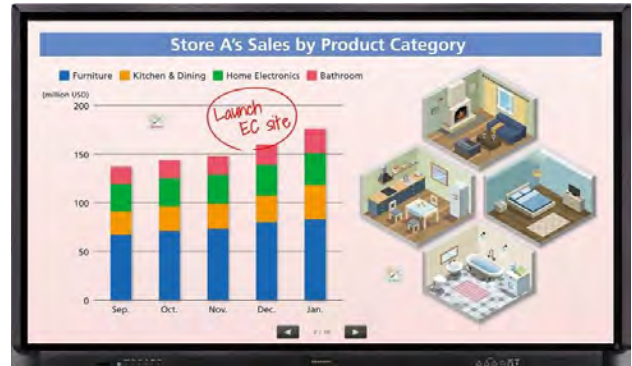 Store A's Sales by Product Category
Furniture Kitchen & Dining Home Electronics Bathroom
(million USD)
200
Launch
EC site
150
100
50
0
Sep. Oct. Nov. Dec. Jan.